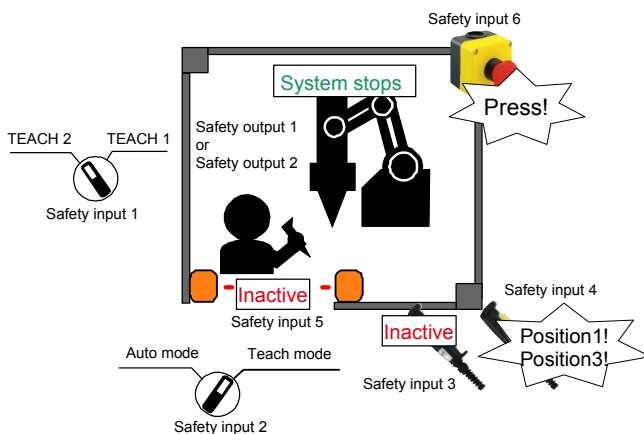 Safety input 6
System stops
Press!
TEACH 2
TEACH 1
Safety output 1
or
Safety output 2
Safety input 1
Inactive
Safety input 5
Safety input 4
Inactive
Position1!
Position3!
Auto mode
Teach mode
Safety input 3
Safety input 2